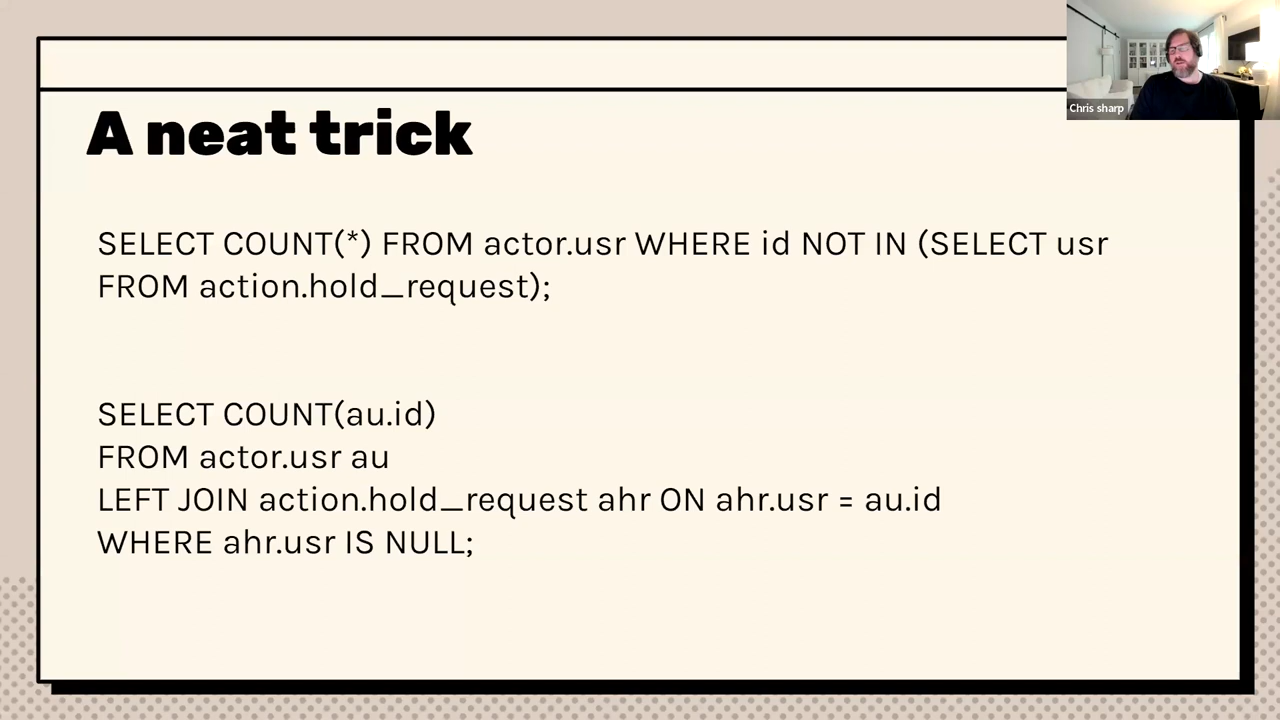 A neat trick
SELECT COUNT(*) FROM actor.usr WHERE id NOT IN (SELECT usr
FROM action.hold_request);
SELECT COUNT(au.id)
FROM actor.usr au
LEFT JOIN action.hold_request ahr ON ahr.usr = au.id
WHERE ahr.usr IS NULL;
Chris sharp